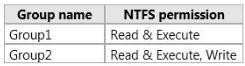 Group name NTFS permission
Group1 Read & Execute
Group2 Read & Execute, Write